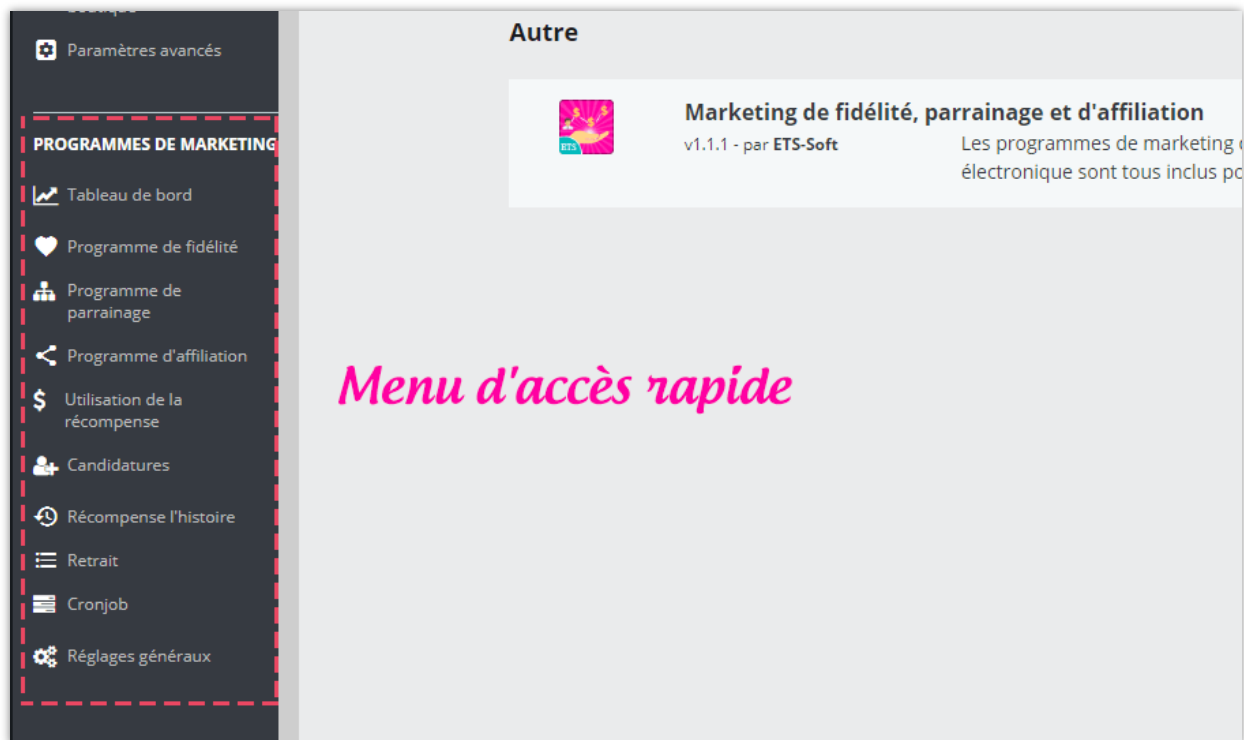 Paramètres avancés
PROGRAMMES DE MARKETING
Tableau de bord
Programme de fidélité
Programme de
parrainage
Programme d'affiliation
Utilisation de la
récompense
Candidatures
Récompense l'histoire
Retrait
Cronjob
Réglages généraux
Autre
Marketing de fidélité, parrainage et d'affiliation
v1.1.1 - par ETS-Soft
Les programmes de marketing
électronique sont tous inclus
ETS
Menu d'accès rapide